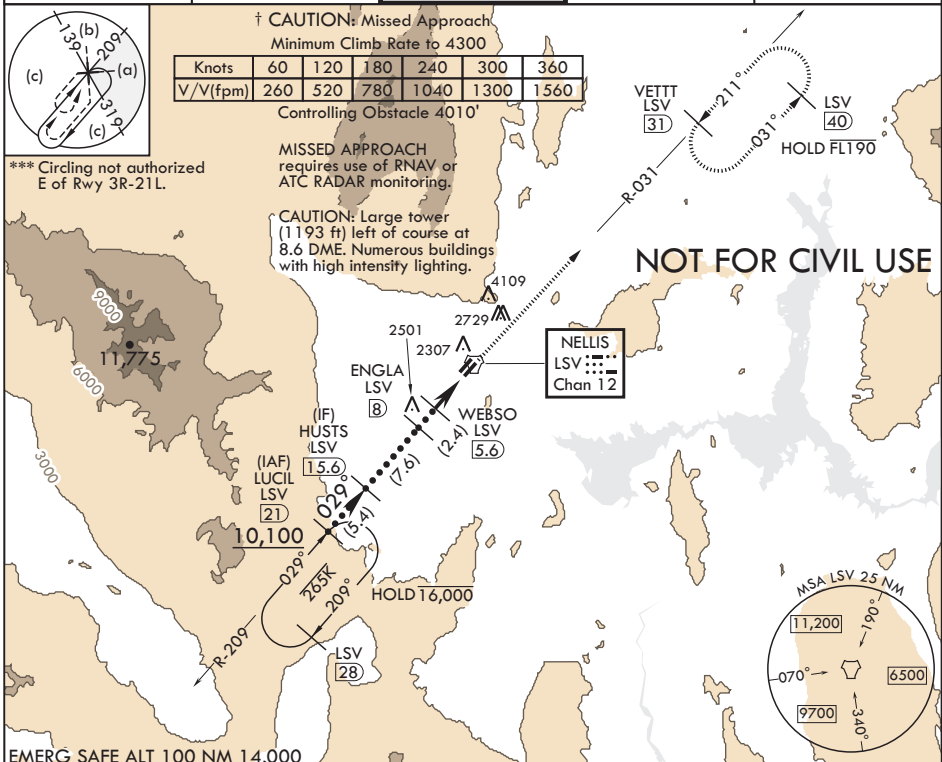 139
(b)
209
(a)
(c)
319
(c)
*** Circling not authorized
E of Rwy 3R-21L.
† CAUTION: Missed Approach
Minimum Climb Rate to 4300
Knots 60 120 180 240 300 360
V/V(fpm) 260 520 780 1040 1300 1560
Controlling Obstacle 4010'
MISSED APPROACH
requires use of RNAV or
ATC RADAR monitoring.
CAUTION: Large tower
(1193 ft) left of course at
8.6 DME. Numerous buildings
with high intensity lighting.
VETTT
LSV
31
211°
031°
LSV
40
HOLD FL190
R-031
NOT FOR CIVIL USE
9000
11,775
6000
3000
4109
2729
2501
2307
NELLIS
LSV
Chan 12
ENGLA
LSV
8
WEBSO
LSV
5.6
(2.4)
(7.6)
(IF)
HUSTS
LSV
15.6
029°
(5.4)
(IAF)
LUCIL
LSV
21
10,100
029°
265K
209°
HOLD 16,000
R-209
LSV
28
MSA LSV 25 NM
11,200
190°
070°
6500
9700
340°
EMERG SAFE ALT 100 NM 14,000